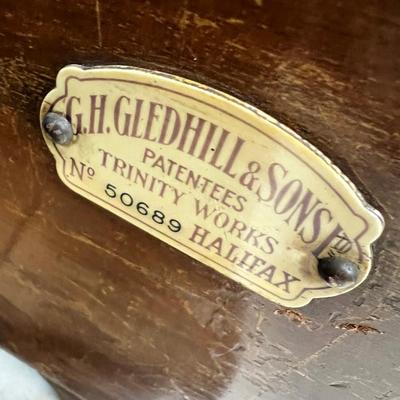 G.H. GLEDHILL & SONS LTD
PATENTEES
TRINITY WORKS
Nº 50689 HALIFAX